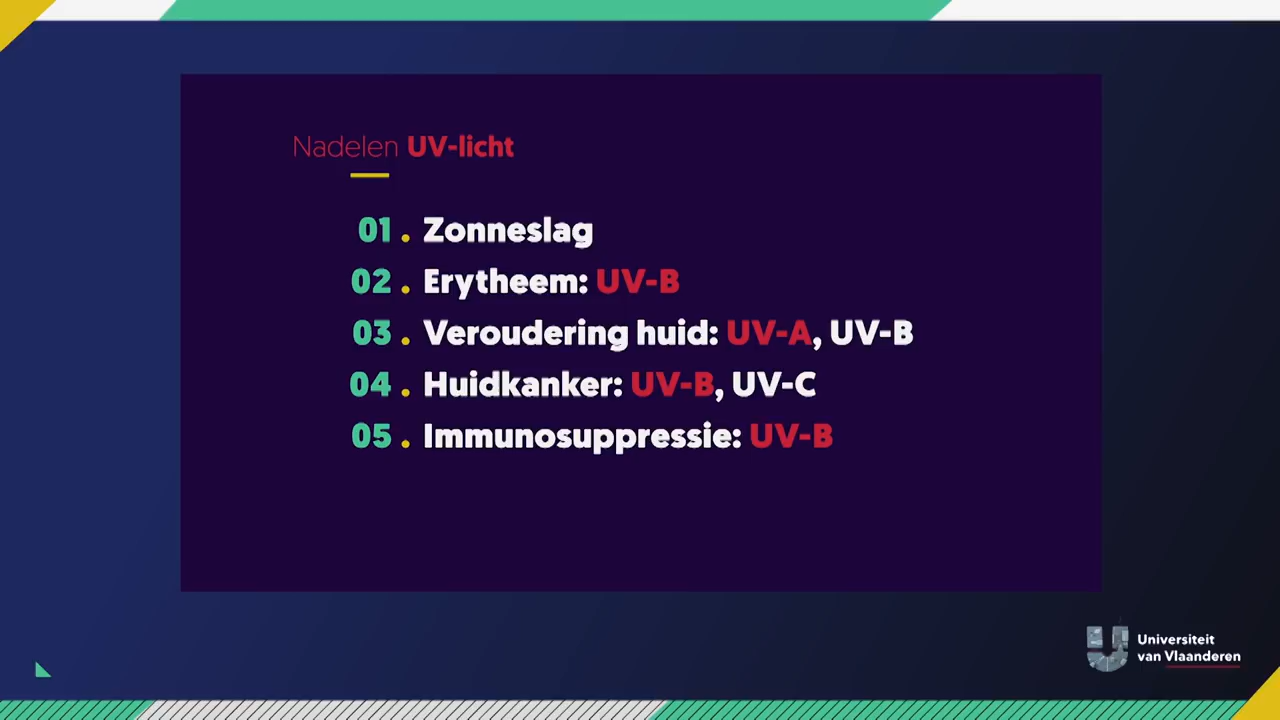 Nadelen UV-licht
01. Zonneslag
02. Erytheem: UV-B
03. Veroudering huid: UV-A, UV-B
04. Huidkanker: UV-B, UV-C
05. Immunosuppressie: UV-B
Universiteit
van Vlaanderen